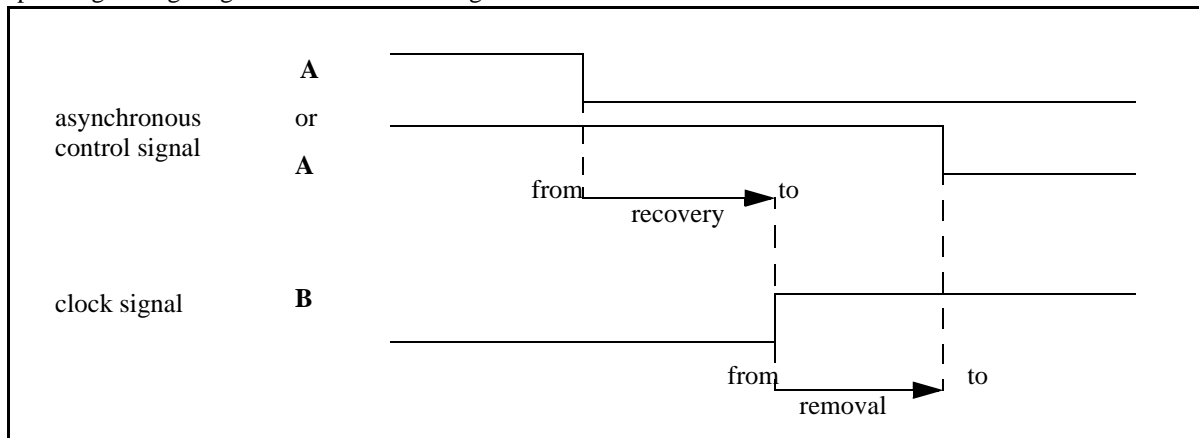 A
asynchronous or
control signal
A
from to
recovery
clock signal B
from to
removal